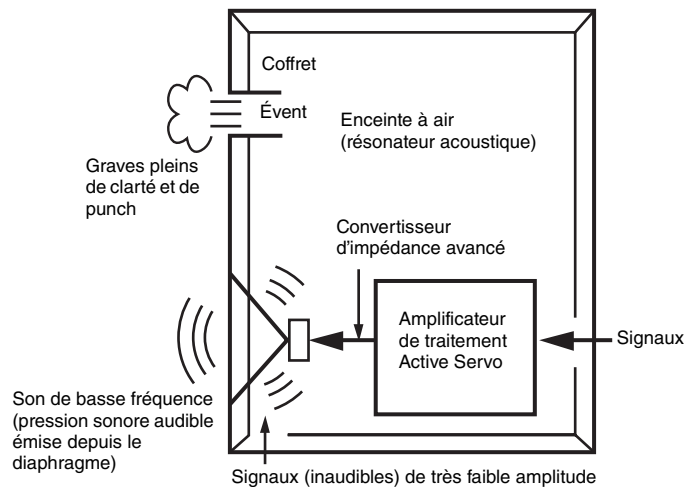 Coffret
Évent
Enceinte à air
(résonateur acoustique)
Graves pleins
de clarté et de
punch
Convertisseur
d'impédance avancé
Amplificateur
de traitement
Active Servo
Signaux
Son de basse fréquence
(pression sonore audible
émise depuis le
diaphragme)
Signaux (inaudibles) de très faible amplitude